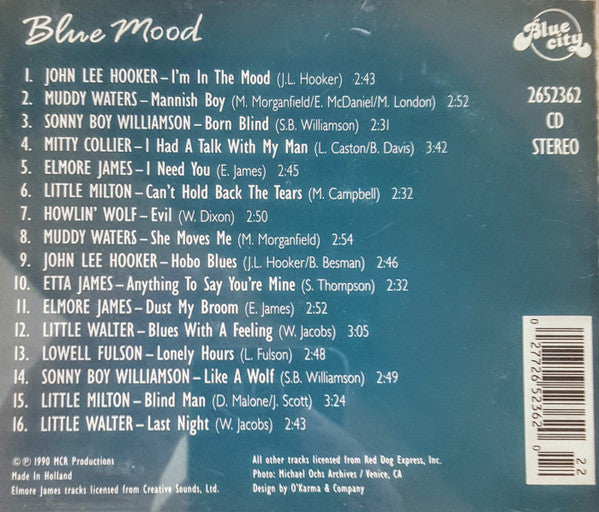 Blue Mood
Blue
city
1. JOHN LEE HOOKER – I'm In The Mood (J.L. Hooker) 2:43
2. MUDDY WATERS – Mannish Boy (M. Morganfield/E. McDaniel/M. London) 2:52
3. SONNY BOY WILLIAMSON – Born Blind (S.B. Williamson) 2:31
4. MITTY COLLIER – I Had A Talk With My Man (L. Caston/B. Davis) 3:42
5. ELMORE JAMES – I Need You (E. James) 2:45
6. LITTLE MILTON – Can't Hold Back The Tears (M. Campbell) 2:32
7. HOWLIN' WOLF – Evil (W. Dixon) 2:50
8. MUDDY WATERS – She Moves Me (M. Morganfield) 2:54
9. JOHN LEE HOOKER – Hobo Blues (J.L. Hooker/B. Besman) 2:46
10. ETTA JAMES – Anything To Say You're Mine (S. Thompson) 2:32
11. ELMORE JAMES – Dust My Broom (E. James) 2:52
12. LITTLE WALTER – Blues With A Feeling (W. Jacobs) 3:05
13. LOWELL FULSON – Lonely Hours (L. Fulson) 2:48
14. SONNY BOY WILLIAMSON – Like A Wolf (S.B. Williamson) 2:49
15. LITTLE MILTON – Blind Man (D. Malone/J. Scott) 3:24
16. LITTLE WALTER – Last Night (W. Jacobs) 2:43
2652362
CD
STEREO
© ℗ 1990 MCR Productions
Made In Holland
Elmore James tracks licensed from Creative Sounds, Ltd.
All other tracks licensed from Red Dog Express, Inc.
Photo: Michael Ochs Archives / Venice, CA
Design by O'Karma & Company
0 27726 52362 0
22